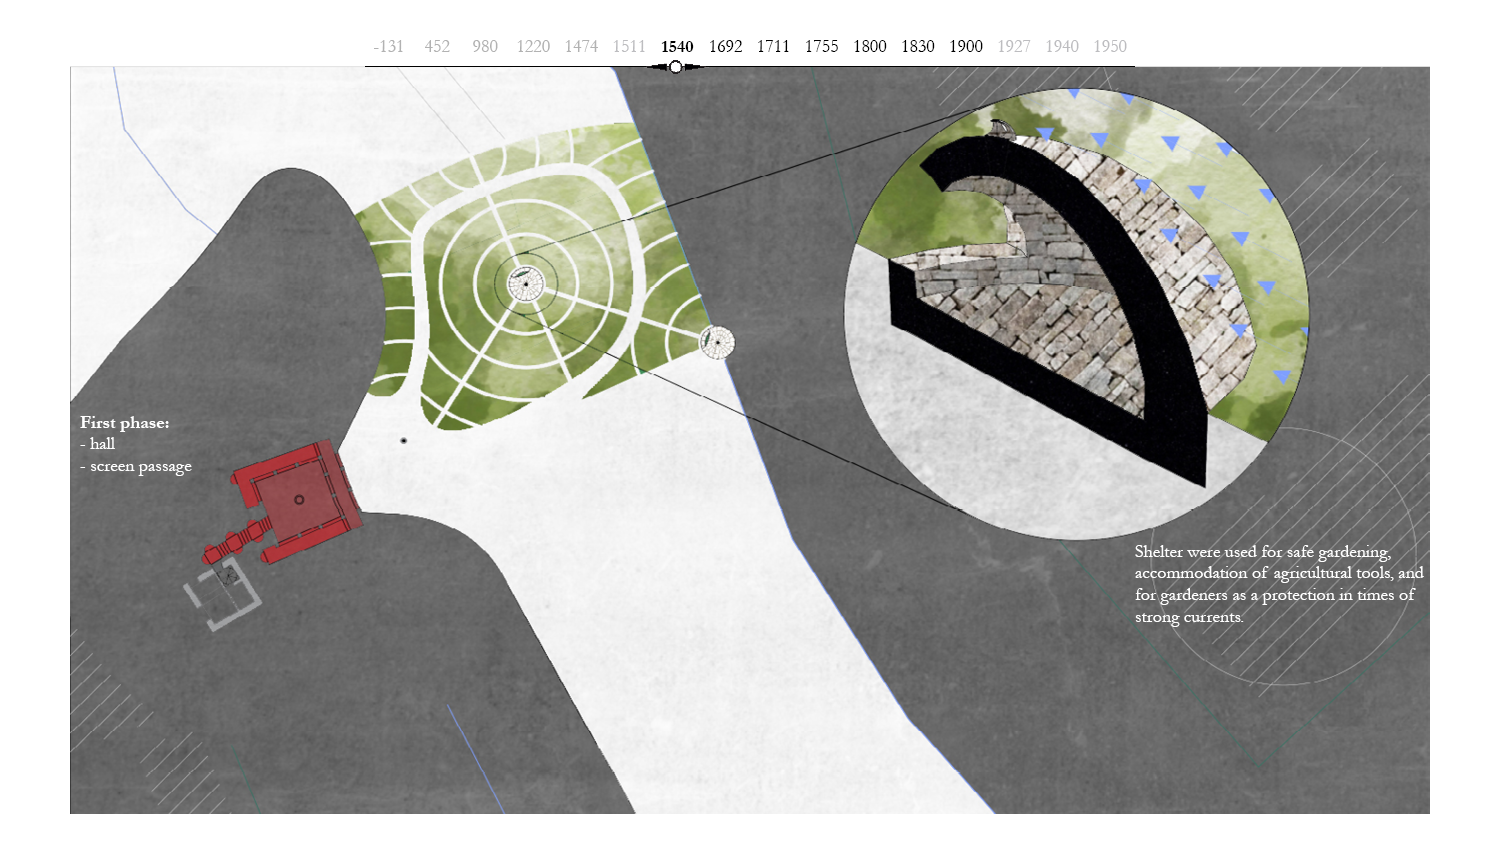 -131 452 980 1220 1474 1511 1540 1692 1711 1755 1800 1830 1900 1927 1940 1950
First phase:
- hall
- screen passage
Shelter were used for safe gardening,
accommodation of agricultural tools, and
for gardeners as a protection in times of
strong currents.